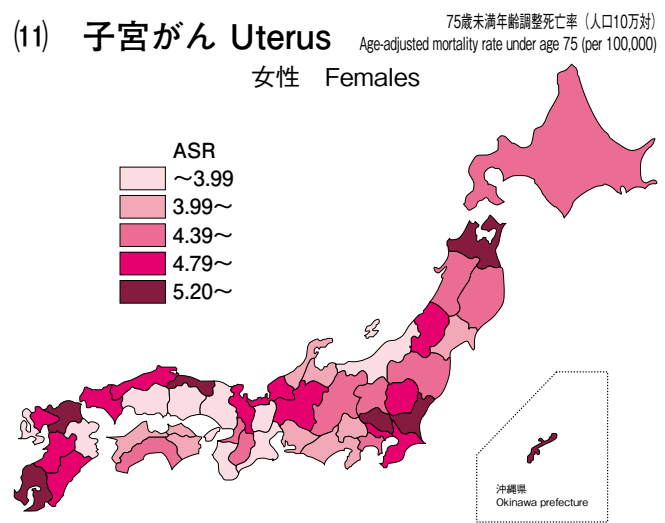 (11) 子宮がん Uterus
75歳未満年齢調整死亡率（人口10万対）
Age-adjusted mortality rate under age 75 (per 100,000)
女性 Females
ASR
～3.99
3.99～
4.39～
4.79～
5.20～
沖縄県
Okinawa prefecture